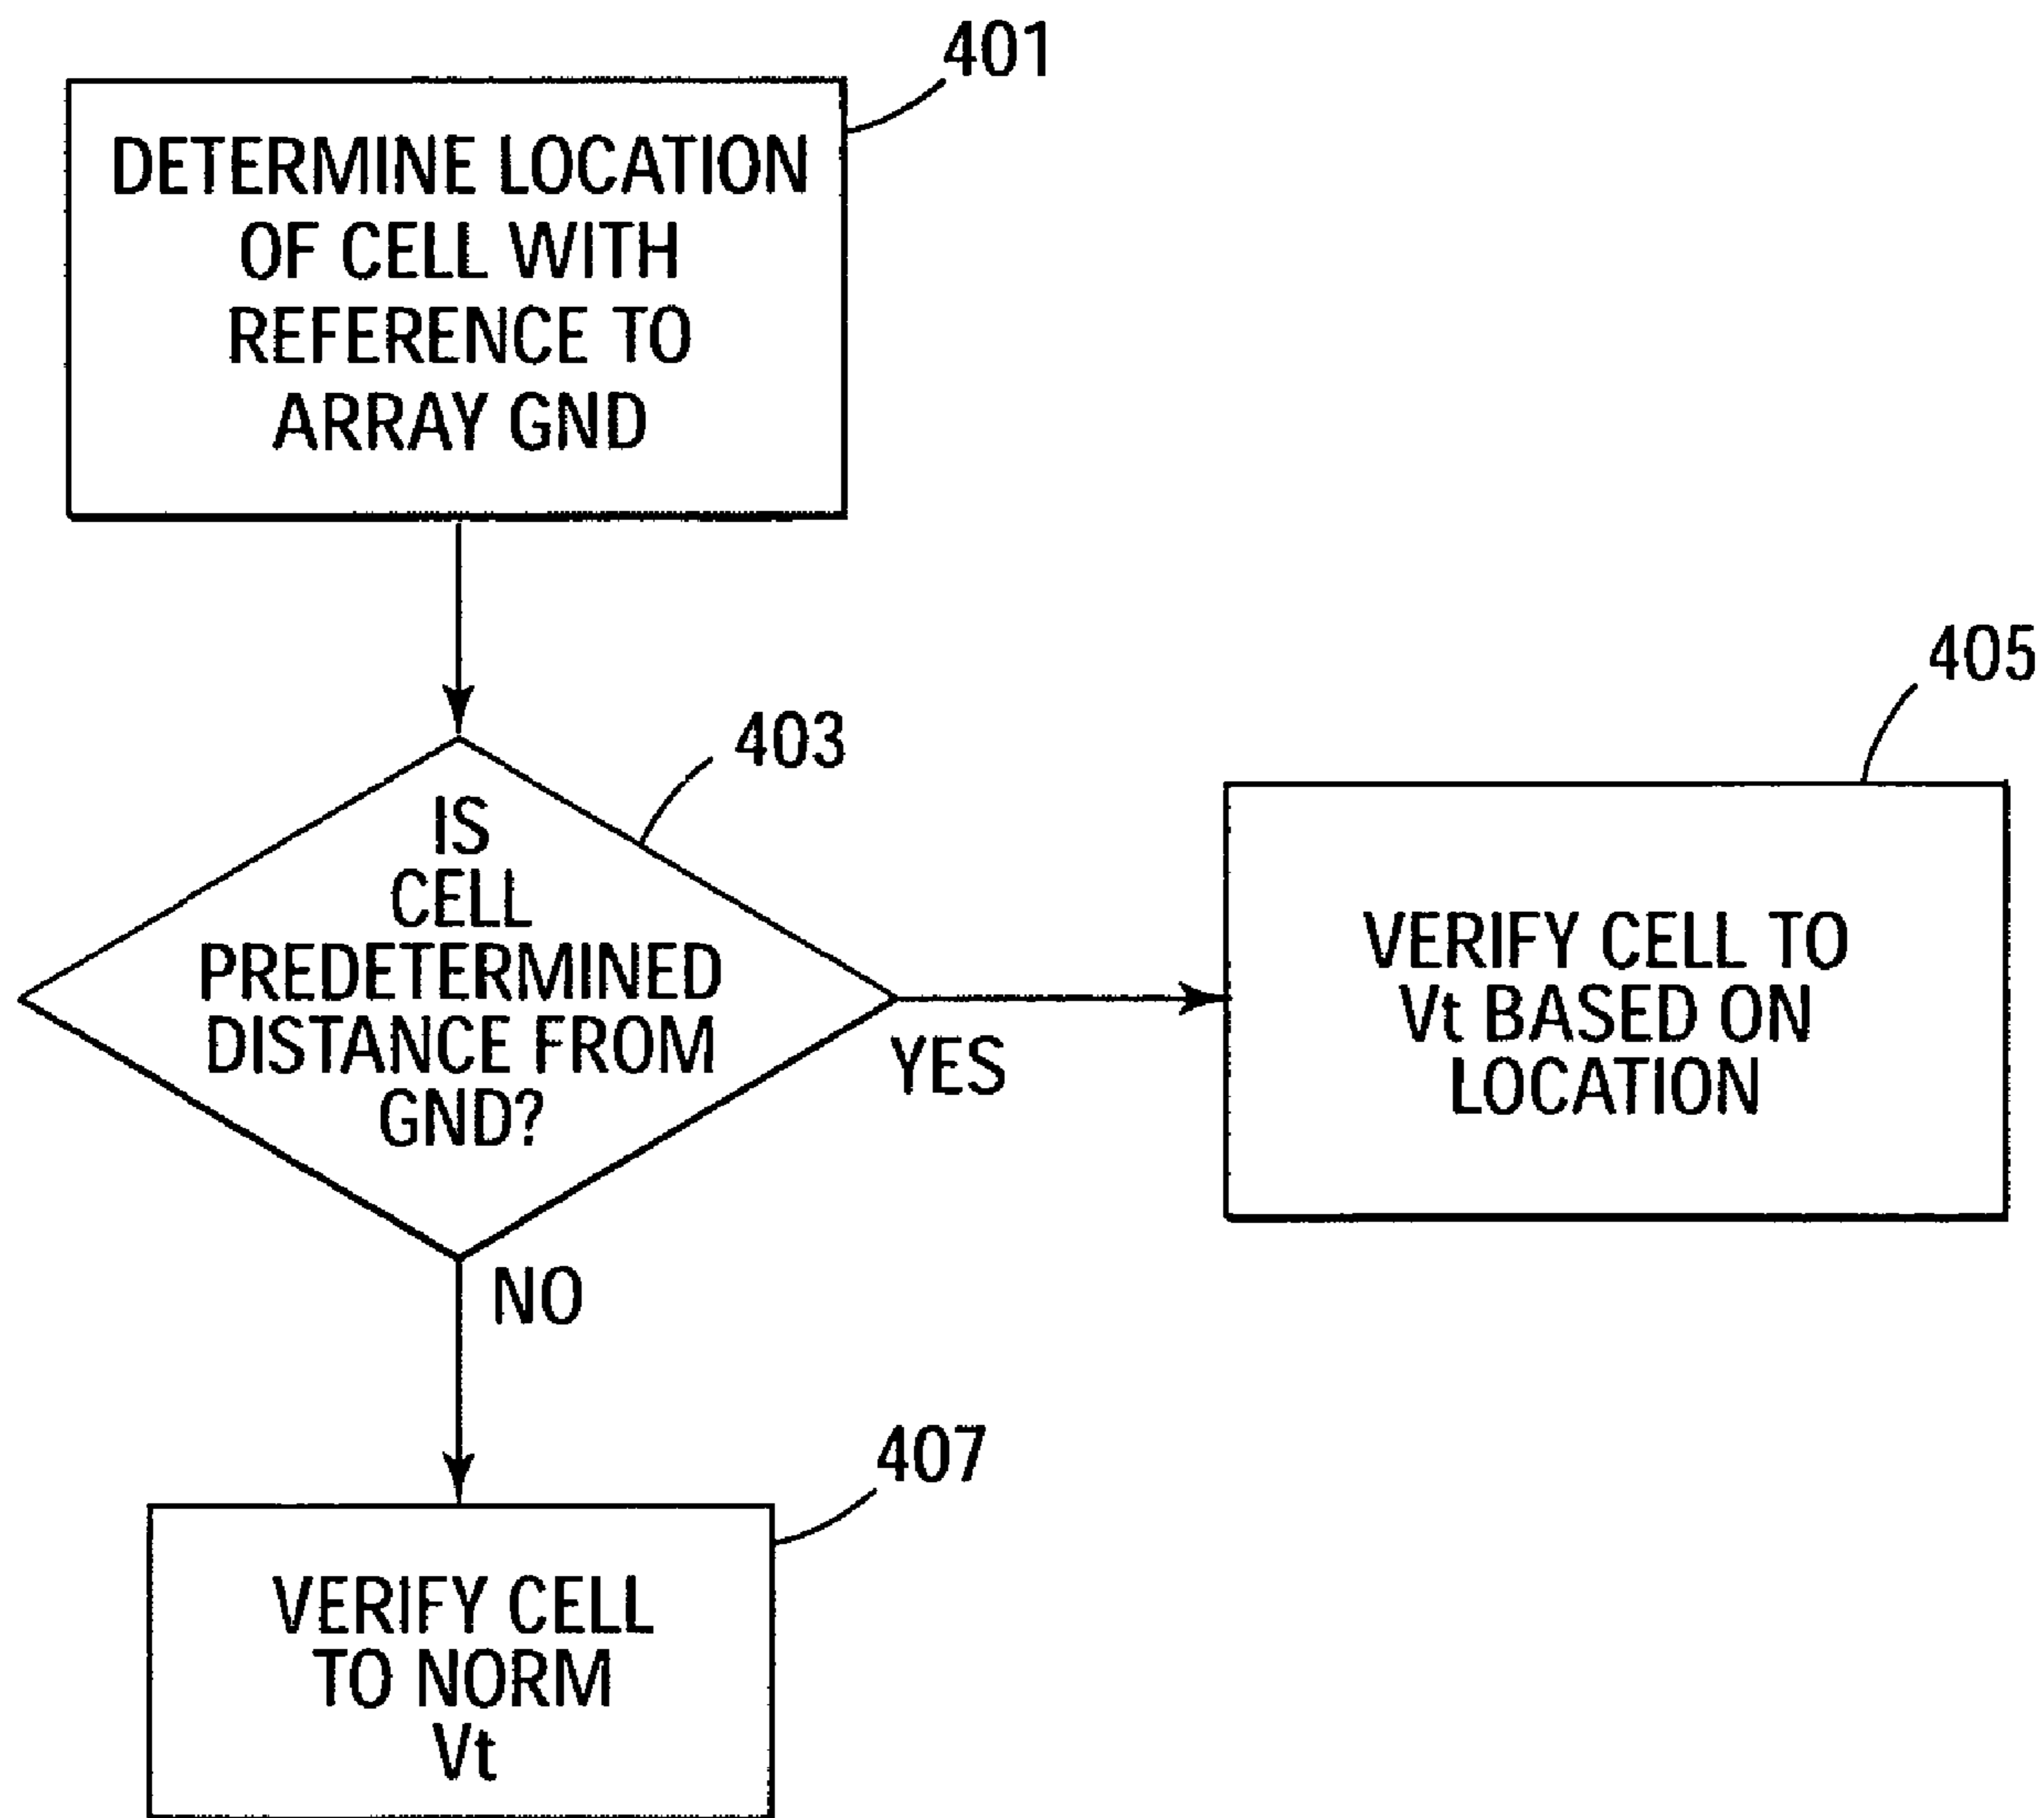 401
DETERMINE LOCATION
OF CELL WITH
REFERENCE TO
ARRAY GND
403
IS
CELL
PREDETERMINED
DISTANCE FROM
GND?
YES
405
VERIFY CELL TO
Vt BASED ON
LOCATION
NO
407
VERIFY CELL
TO NORM
Vt